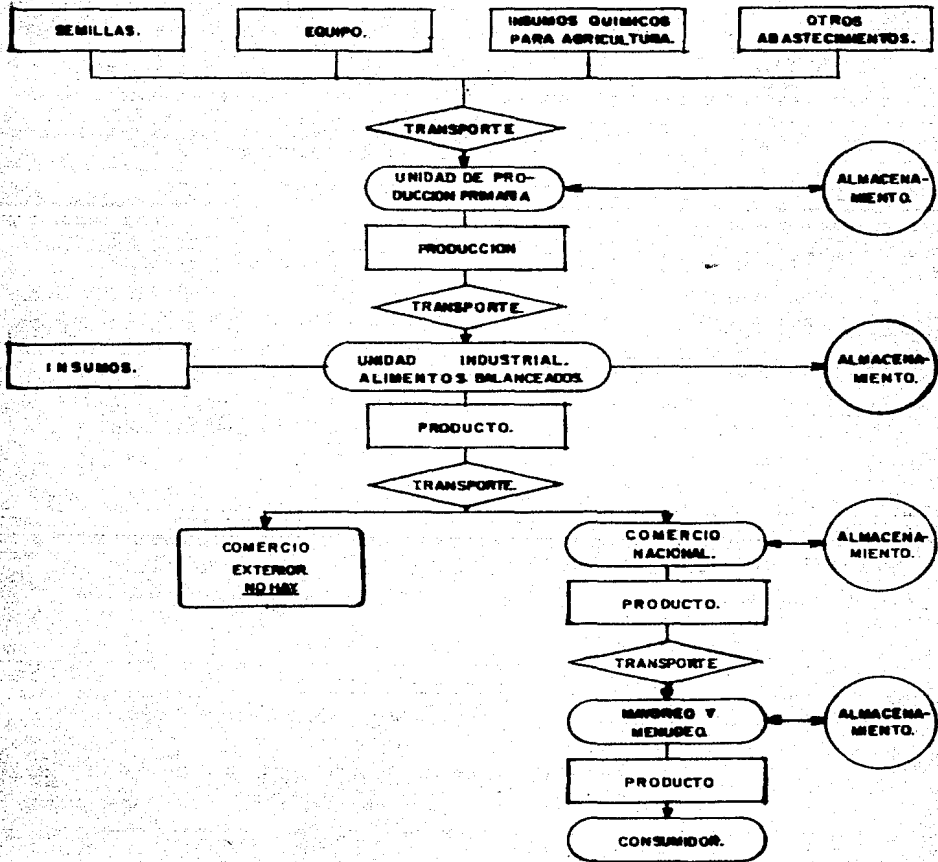 SEMILLAS.
EQUIPO.
INSUMOS QUIMICOS
PARA AGRICULTURA.
OTROS
ABASTECIMENTOS.
TRANSPORTE
UNIDAD DE PRO-
DUCCION PRIMARIA
ALMACENA-
MIENTO.
PRODUCCION
TRANSPORTE.
INSUMOS.
UNIDAD INDUSTRIAL.
ALIMENTOS BALANCEADOS.
ALMACENA-
MIENTO.
PRODUCTO.
TRANSPORTE.
COMERCIO
EXTERIOR.
NO HAY
COMERCIO
NACIONAL.
ALMACENA-
MIENTO.
PRODUCTO.
TRANSPORTE
MAYOREO Y
MENUDEO.
ALMACENA-
MIENTO.
PRODUCTO
CONSUMIDOR.